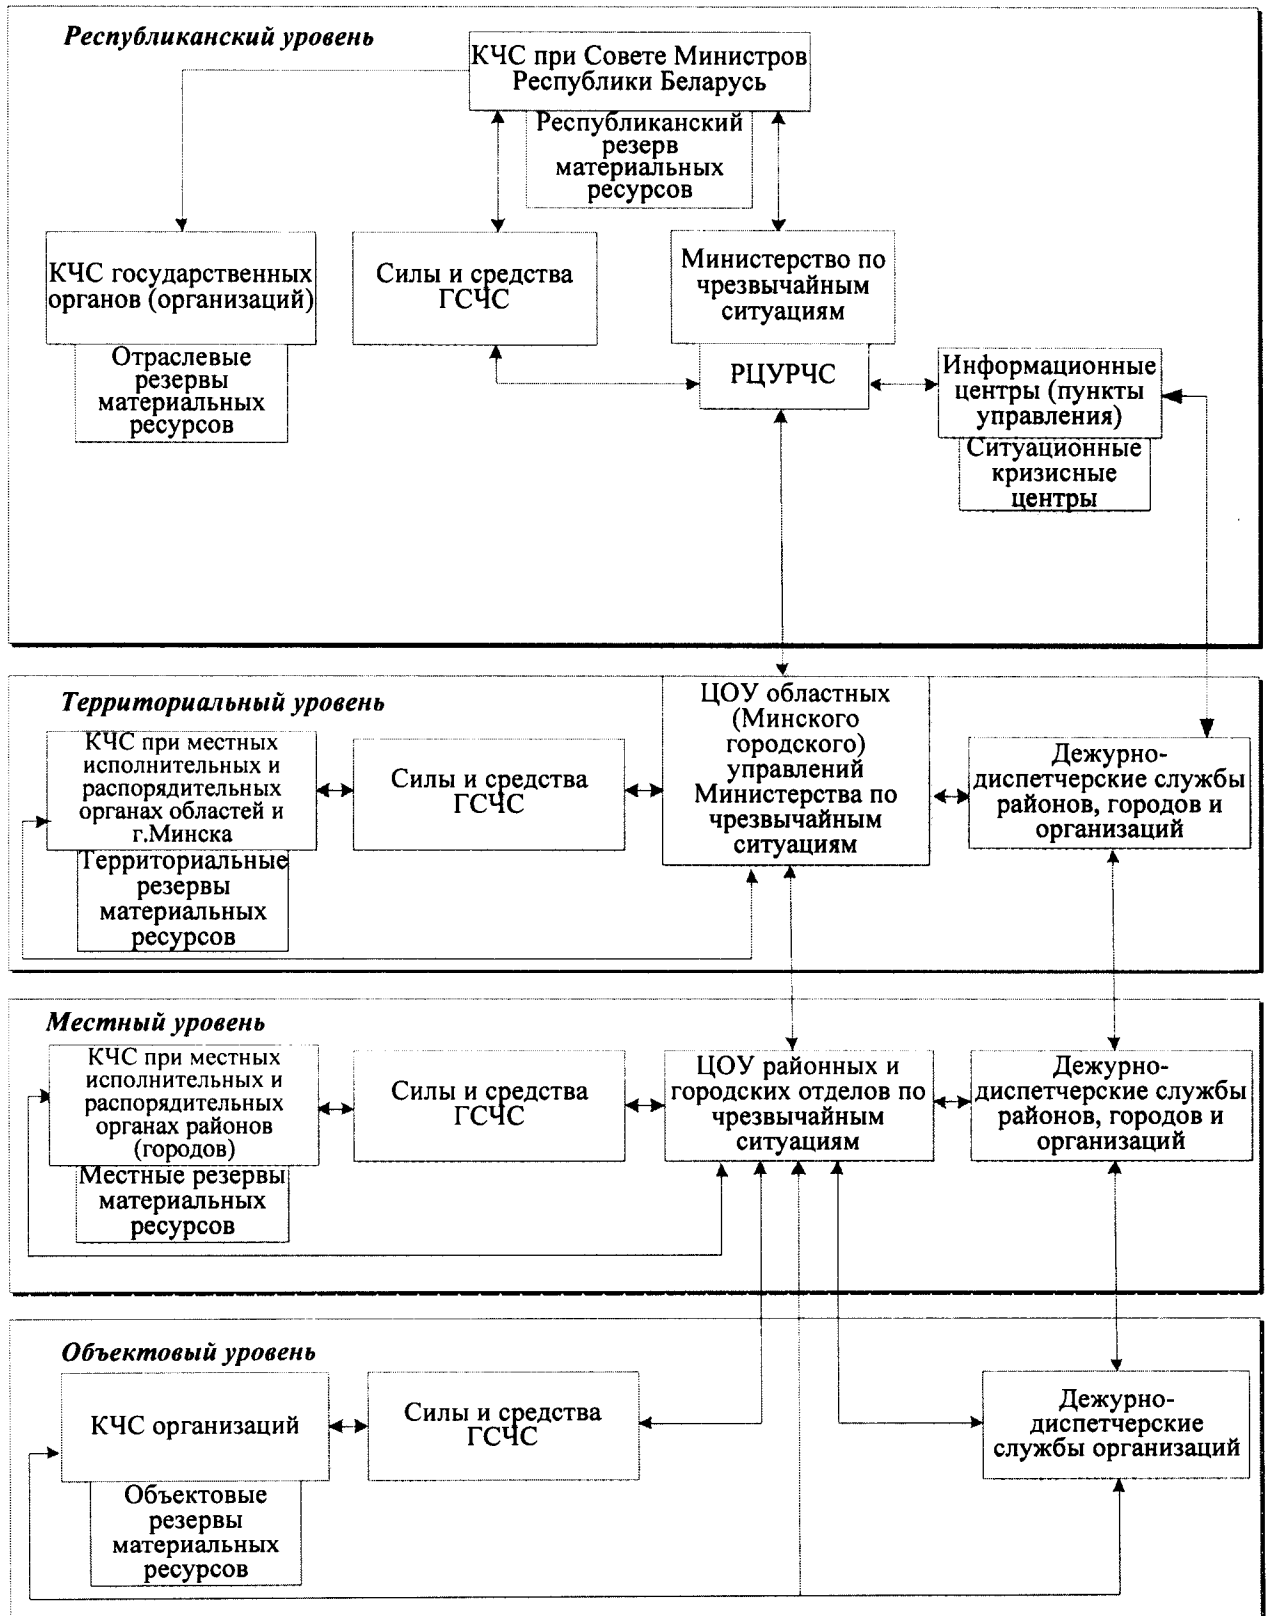 Республиканский уровень
КЧС при Совете Министров
Республики Беларусь
Республиканский
резерв
материальных
ресурсов
КЧС государственных
органов (организаций)
Отраслевые
резервы
материальных
ресурсов
Силы и средства
ГСЧС
Министерство по
чрезвычайным
ситуациям
РЦУРЧС
Информационные
центры (пункты
управления)
Ситуационные
кризисные
центры
Территориальный уровень
КЧС при местных
исполнительных и
распорядительных
органах областей и
г.Минска
Территориальные
резервы
материальных
ресурсов
Силы и средства
ГСЧС
ЦОУ областных
(Минского
городского)
управлений
Министерства по
чрезвычайным
ситуациям
Дежурно-
диспетчерские службы
районов, городов и
организаций
Местный уровень
КЧС при местных
исполнительных и
распорядительных
органах районов
(городов)
Местные резервы
материальных
ресурсов
Силы и средства
ГСЧС
ЦОУ районных и
городских отделов по
чрезвычайным
ситуациям
Дежурно-
диспетчерские службы
районов, городов и
организаций
Объектовый уровень
КЧС организаций
Объектовые
резервы
материальных
ресурсов
Силы и средства
ГСЧС
Дежурно-
диспетчерские
службы организаций